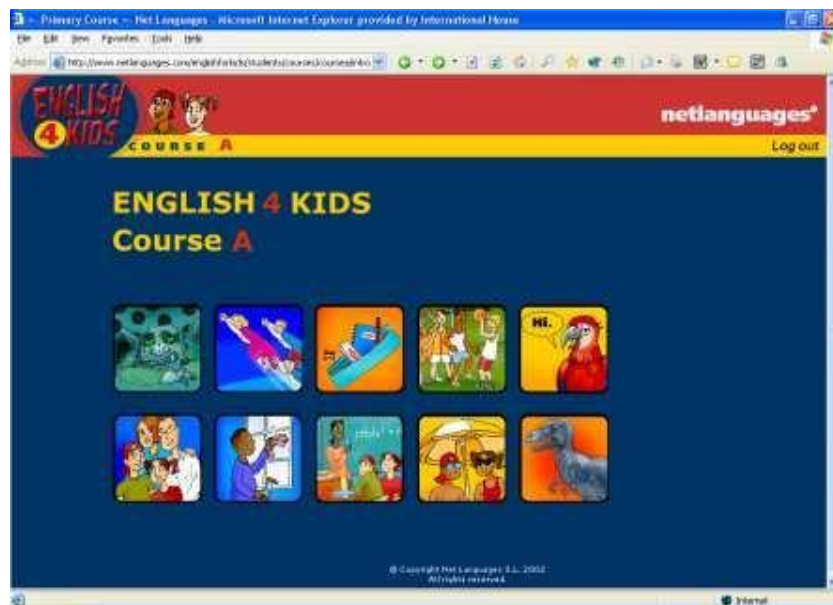 - Primary Course - Net Languages - Microsoft Internet Explorer provided by International House
File Edit View Favorites Tools Help
Address
ENGLISH
4 KIDS
COURSE A
netlanguages
Log out
ENGLISH 4 KIDS
Course A
Hi.
© Copyright Net Languages S.L. 2002
All rights reserved.
Internet